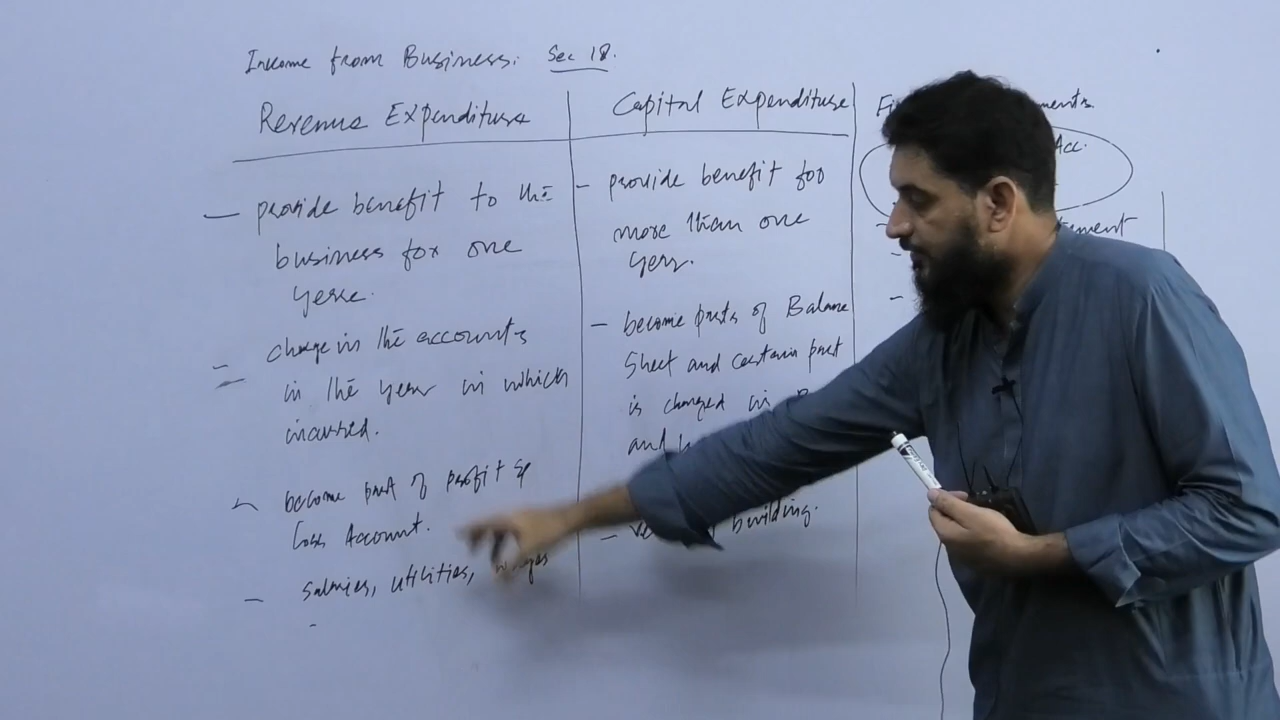 Income from Business. Sec 18.
Revenue Expenditure
— provide benefit to the
business for one
year.
– charge in the accounts
in the year in which
incurred.
– become part of profit &
loss Account.
– Salaries, utilities, wages
Capital Expenditure
– provide benefit for
more than one
year.
– become parts of Balance
Sheet and certain part
is charged in
and
– building.
Acc.